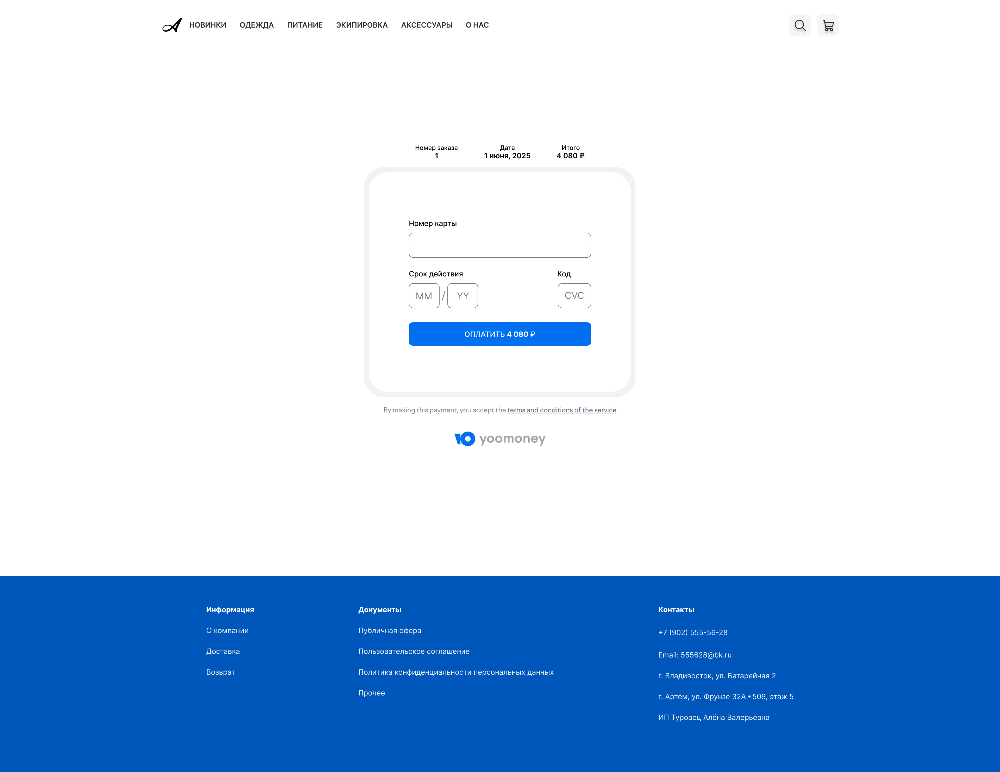 A НОВИНКИ ОДЕЖДА ПИТАНИЕ ЭКИПИРОВКА АКСЕССУАРЫ О НАС
Номер заказа Дата Итого
1 1 июня, 2025 4 080 ₽
Номер карты
Срок действия Код
MM / YY CVC
ОПЛАТИТЬ 4 080 ₽
By making this payment, you accept the terms and conditions of the service
yoomoney
Информация
О компании
Доставка
Возврат
Документы
Публичная офера
Пользовательское соглашение
Политика конфиденциальности персональных данных
Прочее
Контакты
+7 (902) 555-56-28
Email: 555628@bk.ru
г. Владивосток, ул. Батарейная 2
г. Артём, ул. Фрунзе 32А • 509, этаж 5
ИП Туровец Алёна Валерьевна